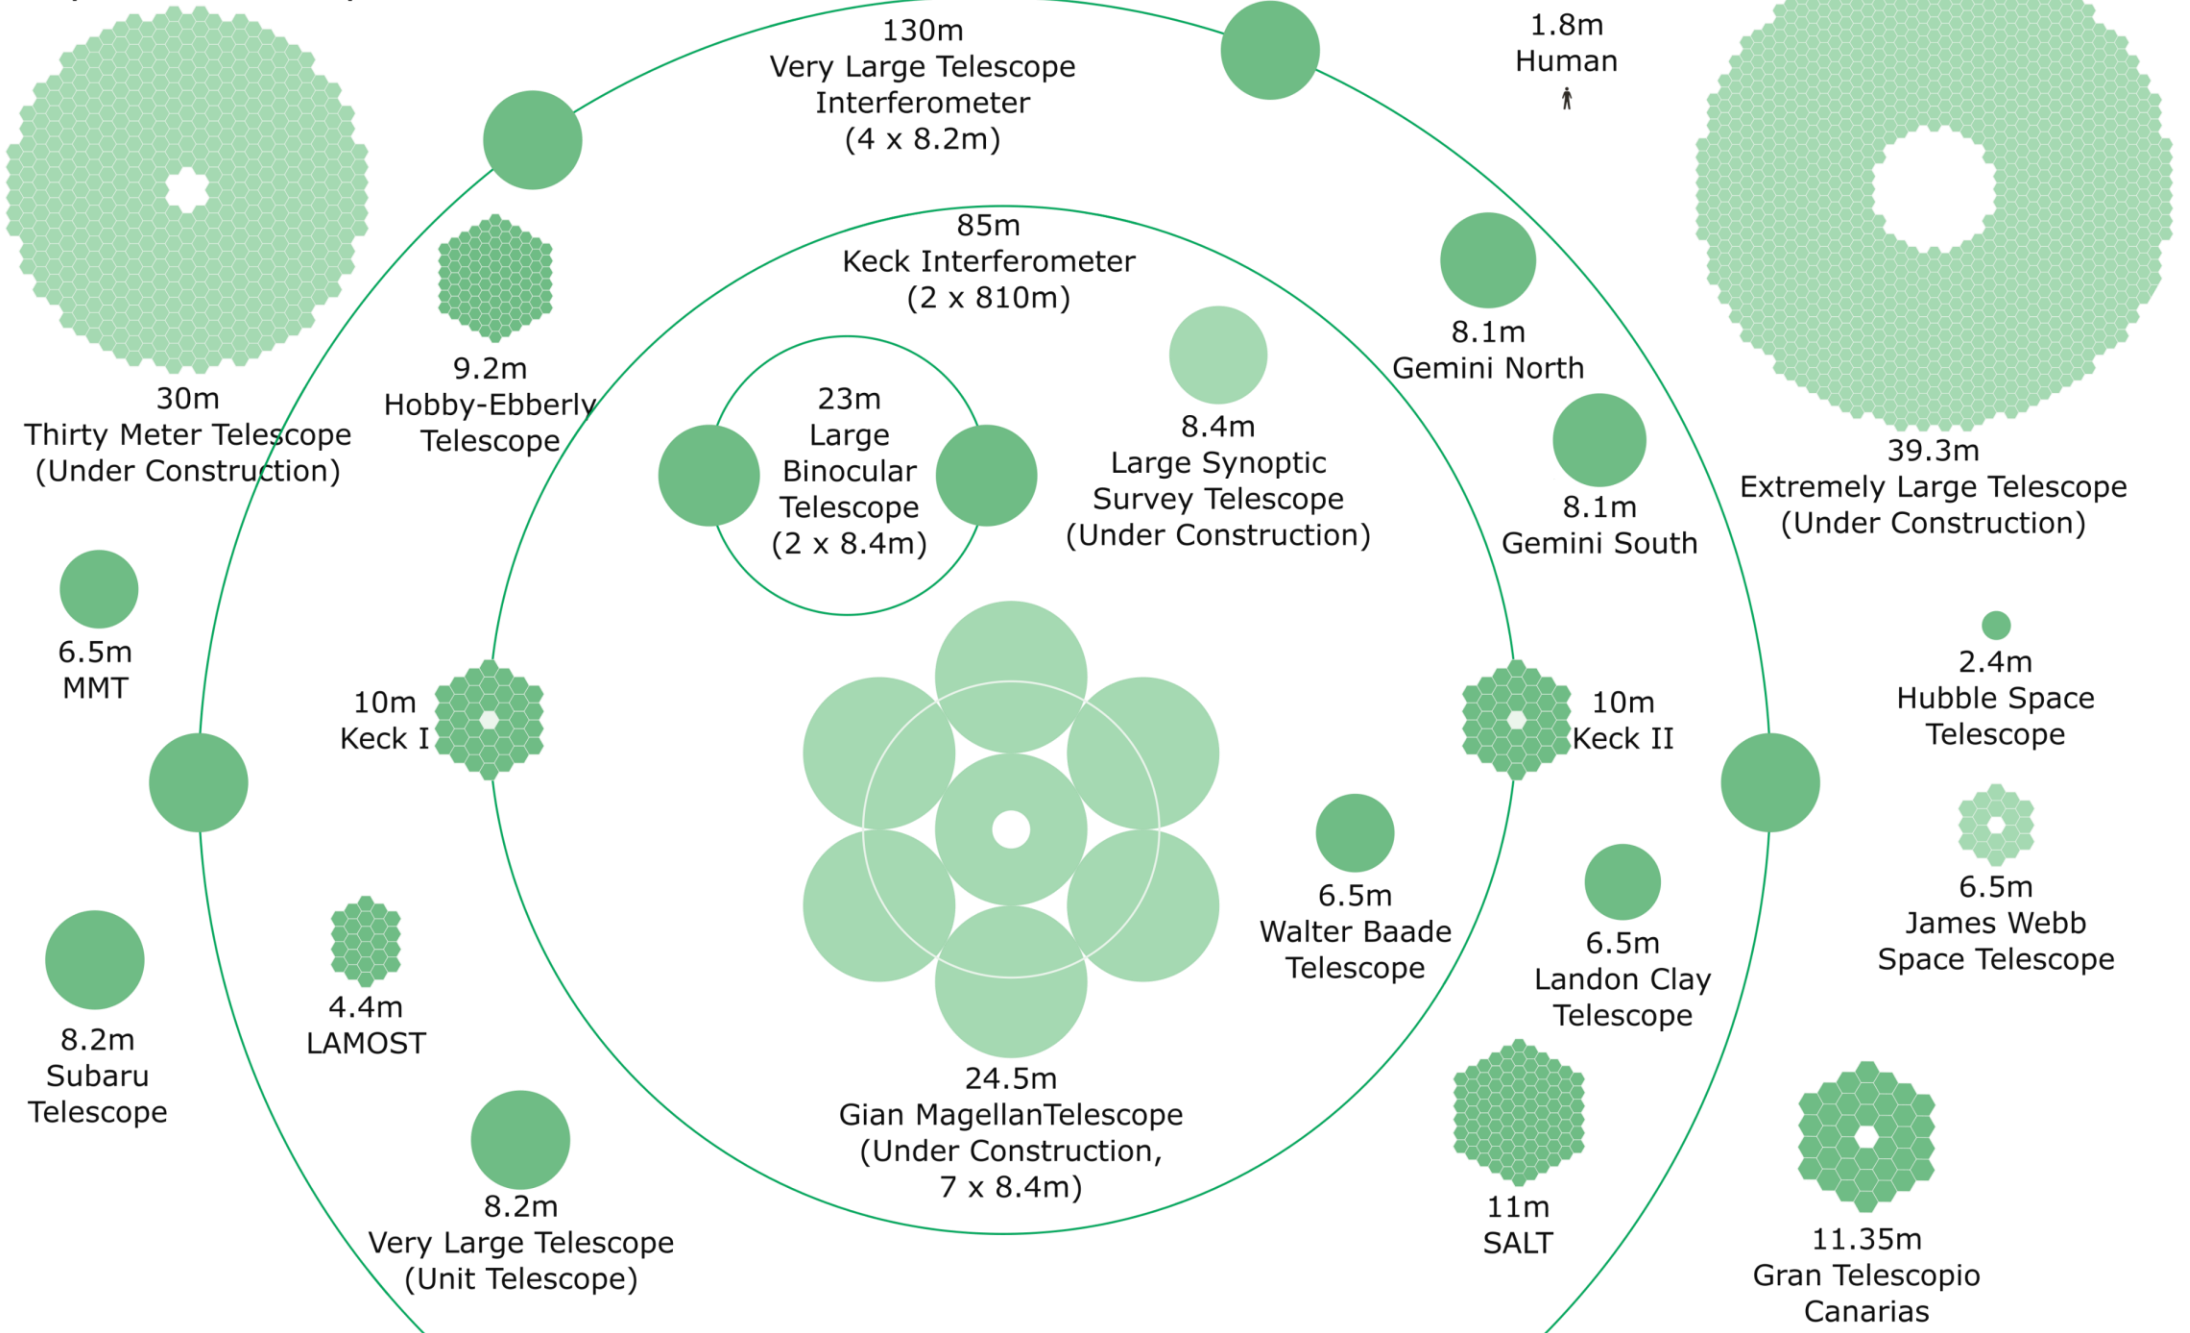 130m
Very Large Telescope
Interferometer
(4 x 8.2m)
1.8m
Human
85m
Keck Interferometer
(2 x 810m)
8.1m
Gemini North
9.2m
Hobby-Ebberly
Telescope
30m
Thirty Meter Telescope
(Under Construction)
23m
Large
Binocular
Telescope
(2 x 8.4m)
8.4m
Large Synoptic
Survey Telescope
(Under Construction)
8.1m
Gemini South
39.3m
Extremely Large Telescope
(Under Construction)
6.5m
MMT
10m
Keck I
10m
Keck II
2.4m
Hubble Space
Telescope
6.5m
Walter Baade
Telescope
6.5m
Landon Clay
Telescope
6.5m
James Webb
Space Telescope
8.2m
Subaru
Telescope
4.4m
LAMOST
24.5m
Gian MagellanTelescope
(Under Construction,
7 x 8.4m)
8.2m
Very Large Telescope
(Unit Telescope)
11m
SALT
11.35m
Gran Telescopio
Canarias